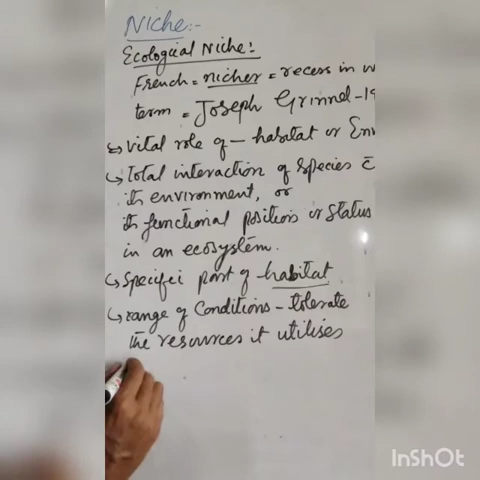 Niche:-
Ecological Niche:
French = nicher = recess in w
term = Joseph Grinnel - 19
vital role of - habitat or Env
Total interaction of Species c̄
its environment, or
its functional position or Status
in an ecosystem.
Specific part of habitat.
range of Conditions - tolerate
the resources it utilises
InShOt